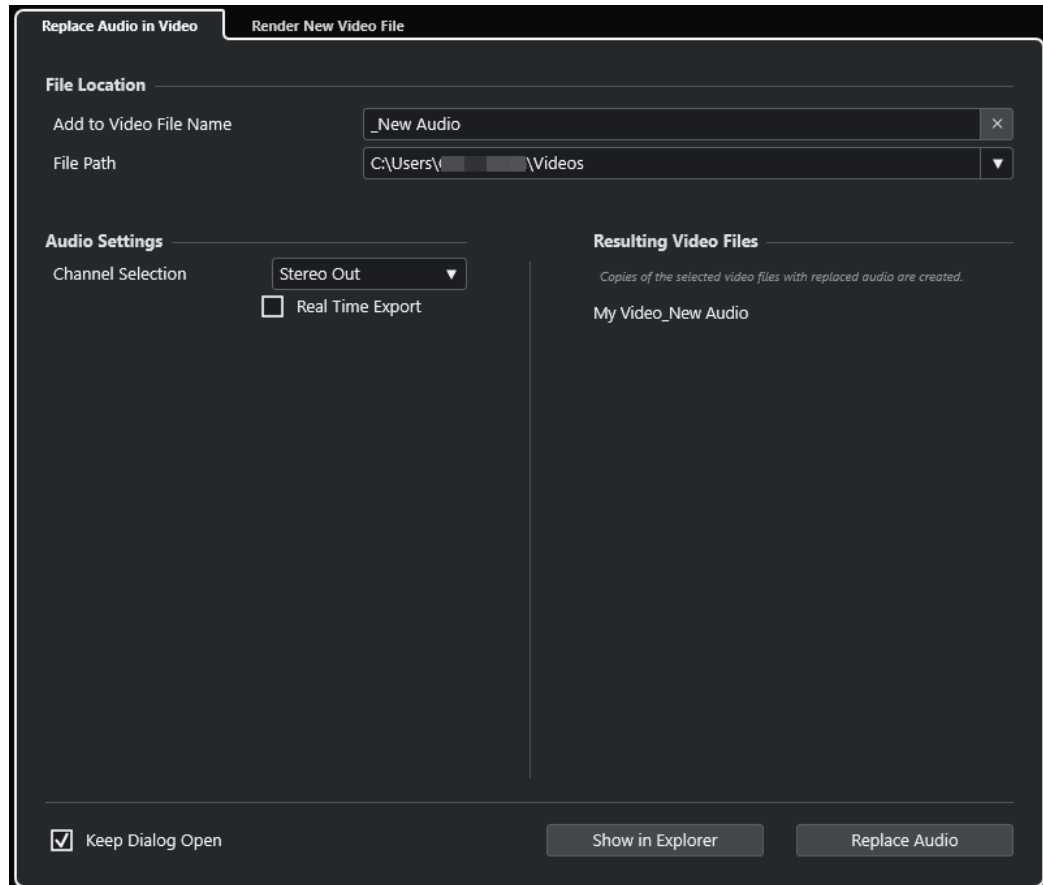 Replace Audio in Video
Render New Video File
File Location
Add to Video File Name
_New Audio
File Path
C:\Users\ \Videos
Audio Settings
Channel Selection
Stereo Out
Real Time Export
Resulting Video Files
Copies of the selected video files with replaced audio are created.
My Video_New Audio
Keep Dialog Open
Show in Explorer
Replace Audio